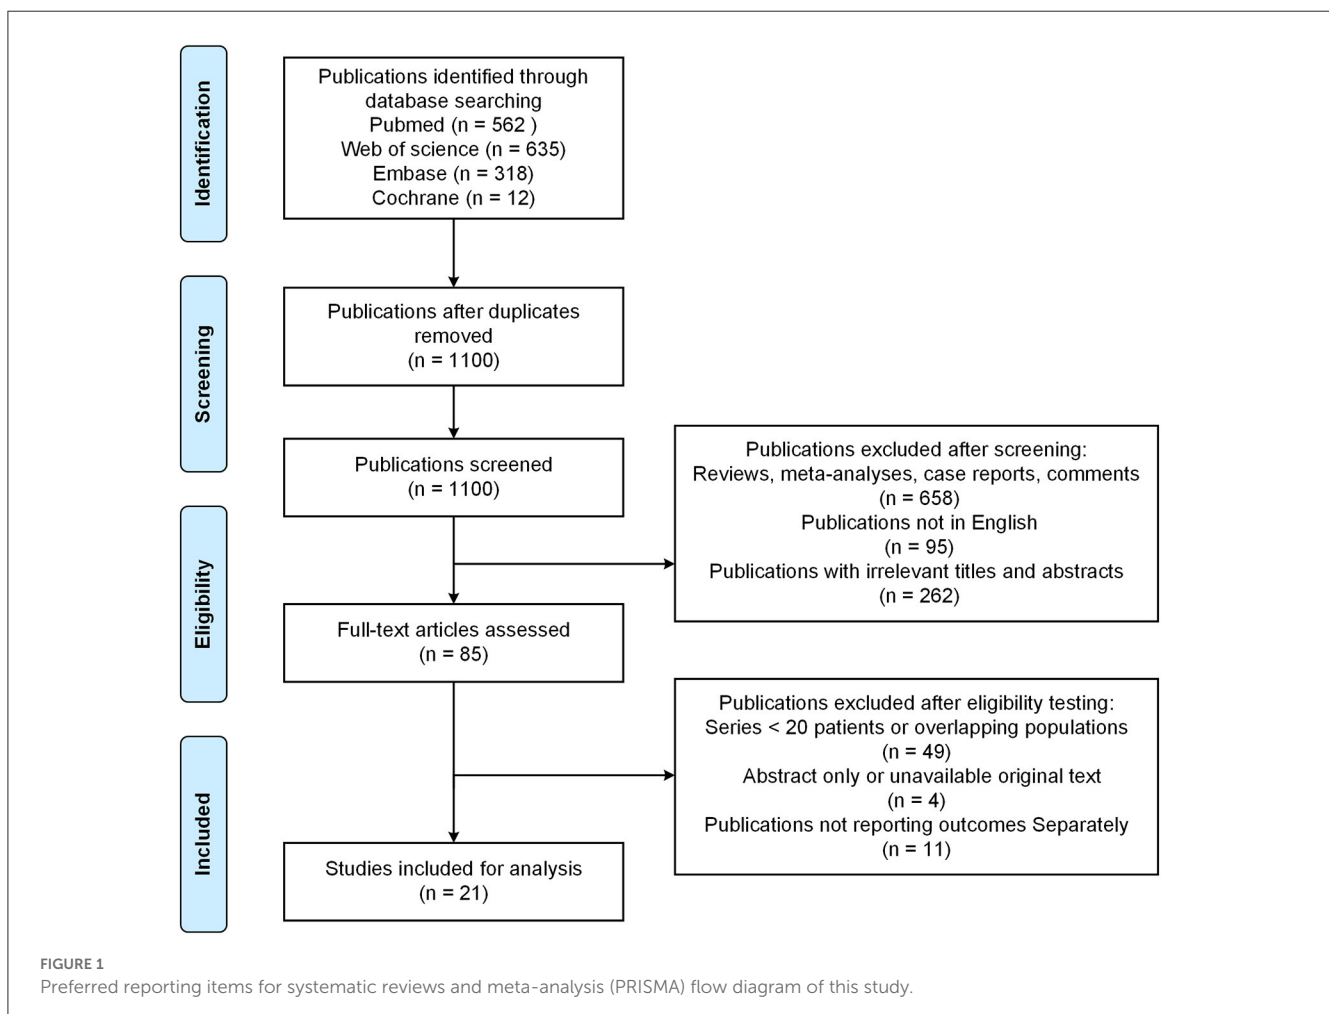 Identification
Publications identified through
database searching
Pubmed (n = 562 )
Web of science (n = 635)
Embase (n = 318)
Cochrane (n = 12)
Screening
Publications after duplicates
removed
(n = 1100)
Publications screened
(n = 1100)
Publications excluded after screening:
Reviews, meta-analyses, case reports, comments
(n = 658)
Publications not in English
(n = 95)
Publications with irrelevant titles and abstracts
(n = 262)
Eligibility
Full-text articles assessed
(n = 85)
Publications excluded after eligibility testing:
Series < 20 patients or overlapping populations
(n = 49)
Abstract only or unavailable original text
(n = 4)
Publications not reporting outcomes Separately
(n = 11)
Included
Studies included for analysis
(n = 21)
FIGURE 1
Preferred reporting items for systematic reviews and meta-analysis (PRISMA) flow diagram of this study.